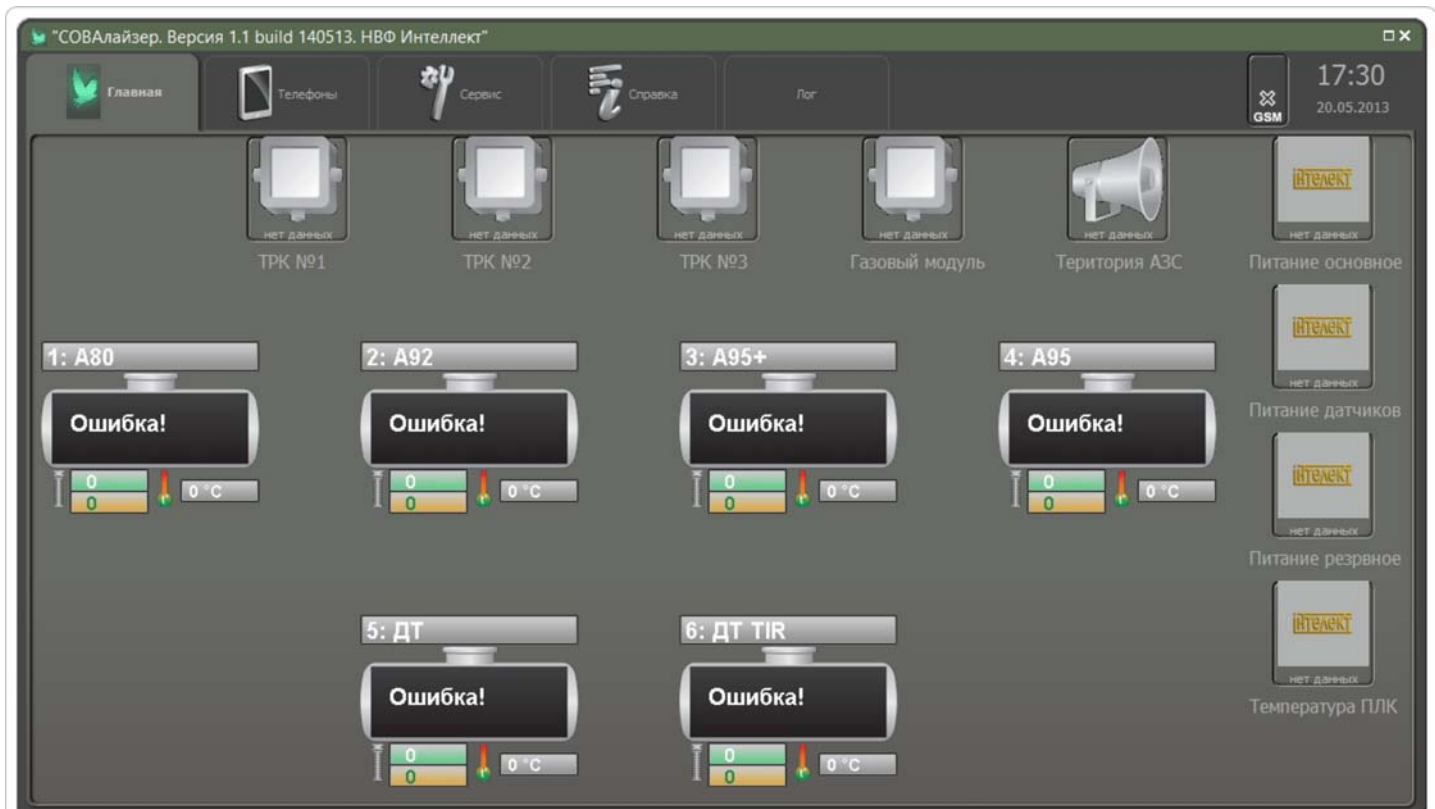 "СОВАлайзер. Версия 1.1 build 140513. НВФ Интеллект"
Главная
Телефоны
Сервис
Справка
Лог
GSM
17:30
20.05.2013
нет данных
ТРК №1
нет данных
ТРК №2
нет данных
ТРК №3
нет данных
Газовый модуль
нет данных
Територия АЗС
інтелект
нет данных
Питание основное
інтелект
нет данных
Питание датчиков
інтелект
нет данных
Питание резрвное
інтелект
нет данных
Температура ПЛК
1: А80
Ошибка!
0
0
0 °C
2: А92
Ошибка!
0
0
0 °C
3: А95+
Ошибка!
0
0
0 °C
4: А95
Ошибка!
0
0
0 °C
5: ДТ
Ошибка!
0
0
0 °C
6: ДТ TIR
Ошибка!
0
0
0 °C